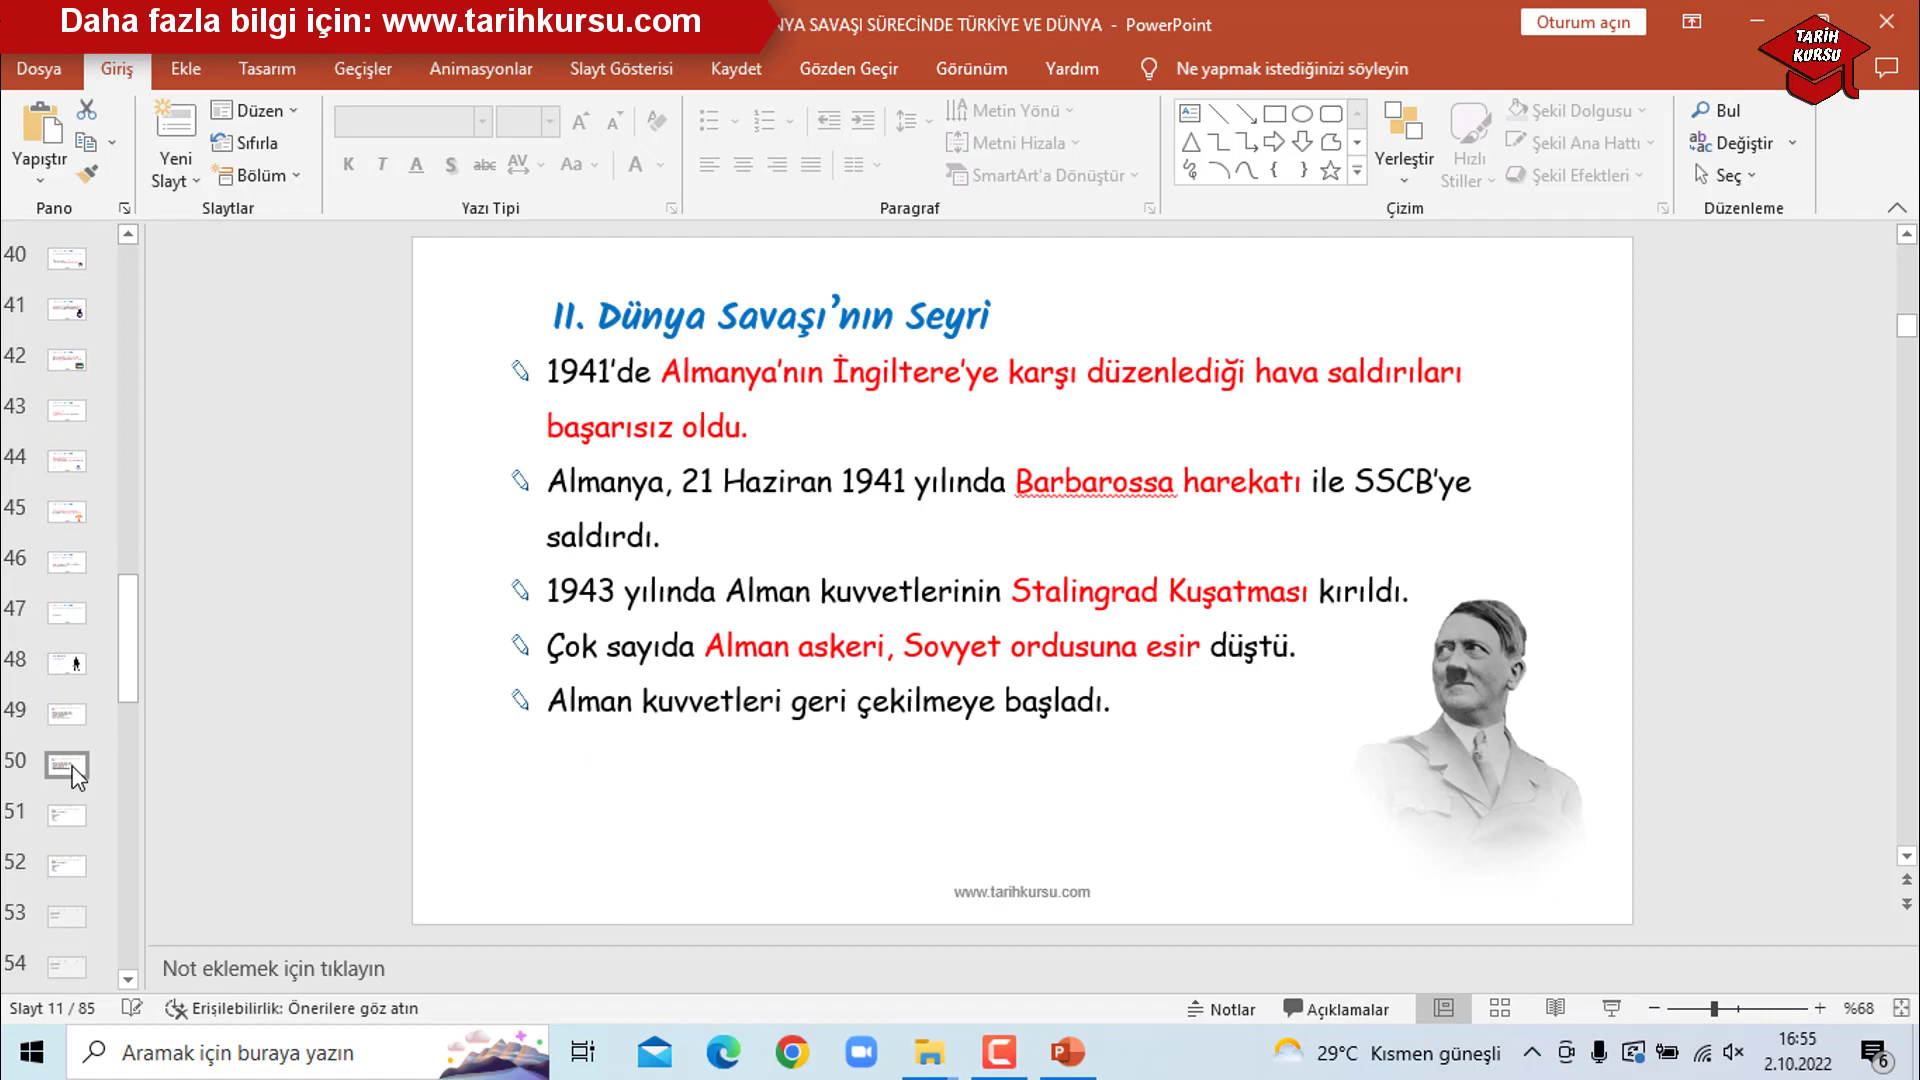 Daha fazla bilgi için: www.tarihkursu.com
NYA SAVAŞI SÜRECİNDE TÜRKİYE VE DÜNYA - PowerPoint
Oturum açın
TARİH
KURSU
Dosya Giriş Ekle Tasarım Geçişler Animasyonlar Slayt Gösterisi Kaydet Gözden Geçir Görünüm Yardım Ne yapmak istediğinizi söyleyin
Yapıştır
Pano
Yeni
Slayt
Düzen
Sıfırla
Bölüm
Slaytlar
K T A S abc AV Aa A
Yazı Tipi
Metin Yönü
Metni Hizala
SmartArt'a Dönüştür
Paragraf
Yerleştir
Hızlı
Stiller
Şekil Dolgusu
Şekil Ana Hattı
Şekil Efektleri
Çizim
Bul
Değiştir
Seç
Düzenleme
40
41
42
43
44
45
46
47
48
49
50
51
52
53
54
II. Dünya Savaşı’nın Seyri
1941’de Almanya’nın İngiltere’ye karşı düzenlediği hava saldırıları
başarısız oldu.
Almanya, 21 Haziran 1941 yılında Barbarossa harekatı ile SSCB’ye
saldırdı.
1943 yılında Alman kuvvetlerinin Stalingrad Kuşatması kırıldı.
Çok sayıda Alman askeri, Sovyet ordusuna esir düştü.
Alman kuvvetleri geri çekilmeye başladı.
www.tarihkursu.com
Not eklemek için tıklayın
Slayt 11 / 85 Erişilebilirlik: Önerilere göz atın Notlar Açıklamalar %68
Aramak için buraya yazın
29°C Kısmen güneşli
16:55
2.10.2022
6